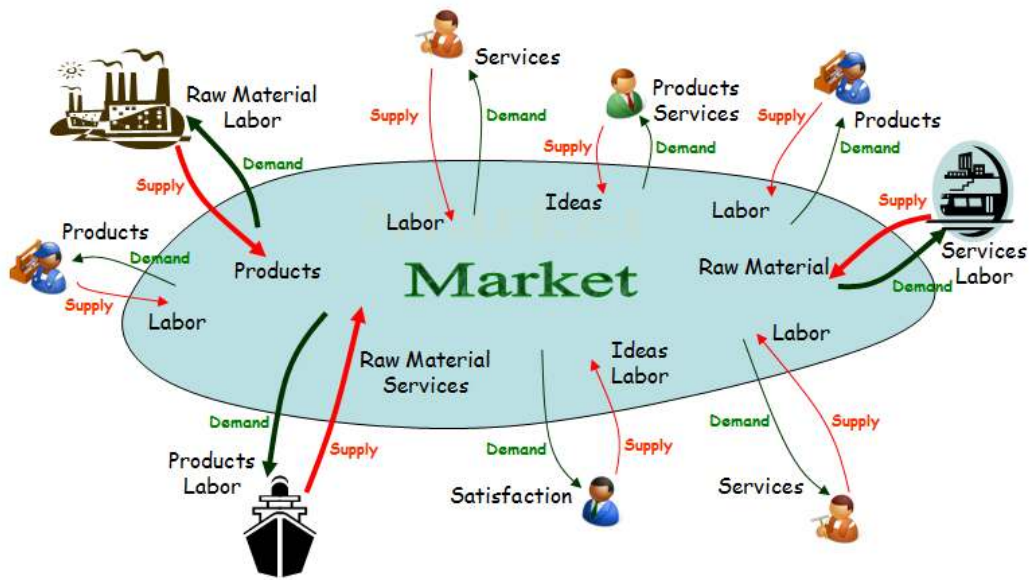 Services
Raw Material
Labor
Supply
Demand
Products
Services
Supply
Demand
Supply
Products
Demand
Demand
Supply
Labor
Ideas
Labor
Supply
Services
Labor
Products
Demand
Supply
Labor
Products
Market
Raw Material
Demand
Raw Material
Services
Ideas
Labor
Labor
Demand
Supply
Demand
Supply
Demand
Supply
Products
Labor
Satisfaction
Services